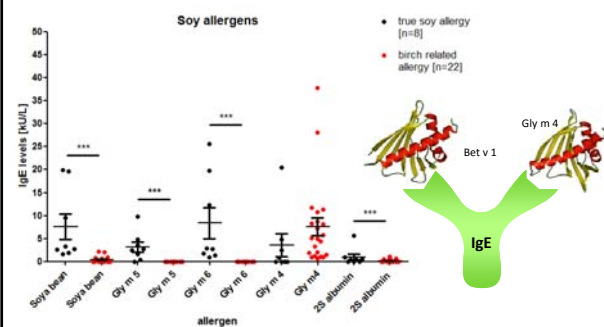 Soy allergens
true soy allergy
[n=8]
birch related
allergy [n=22]
IgE levels [kU/L]
50
45
40
35
30
25
20
15
10
5
0
***
***
***
***
Soya bean
Soya bean
Gly m 5
Gly m 5
Gly m 6
Gly m 6
Gly m 4
Gly m4
2S albumin
2S albumin
allergen
Bet v 1
Gly m 4
IgE